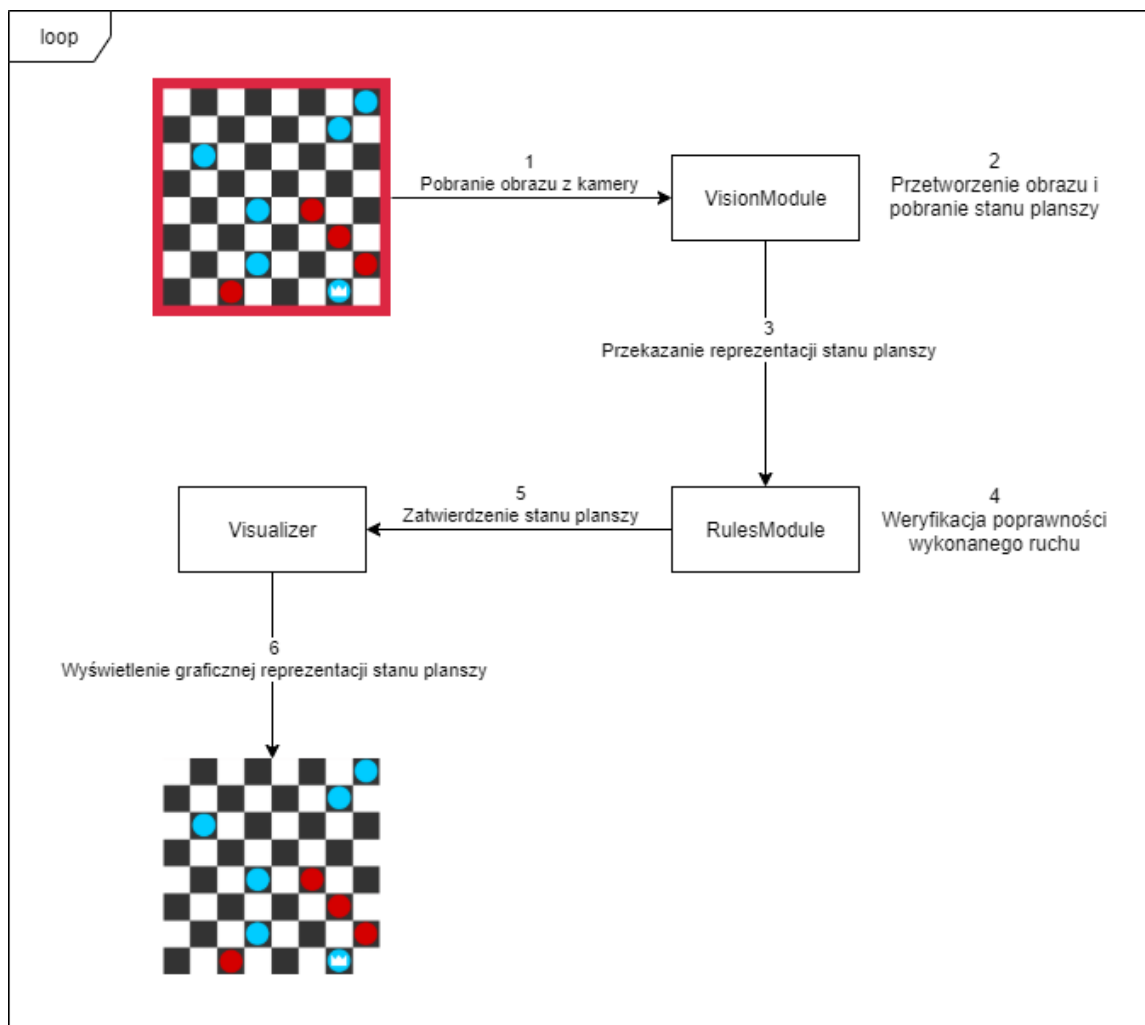 loop
1
Pobranie obrazu z kamery
VisionModule
2
Przetworzenie obrazu i
pobranie stanu planszy
3
Przekazanie reprezentacji stanu planszy
Visualizer
5
Zatwierdzenie stanu planszy
RulesModule
4
Weryfikacja poprawności
wykonanego ruchu
6
Wyświetlenie graficznej reprezentacji stanu planszy